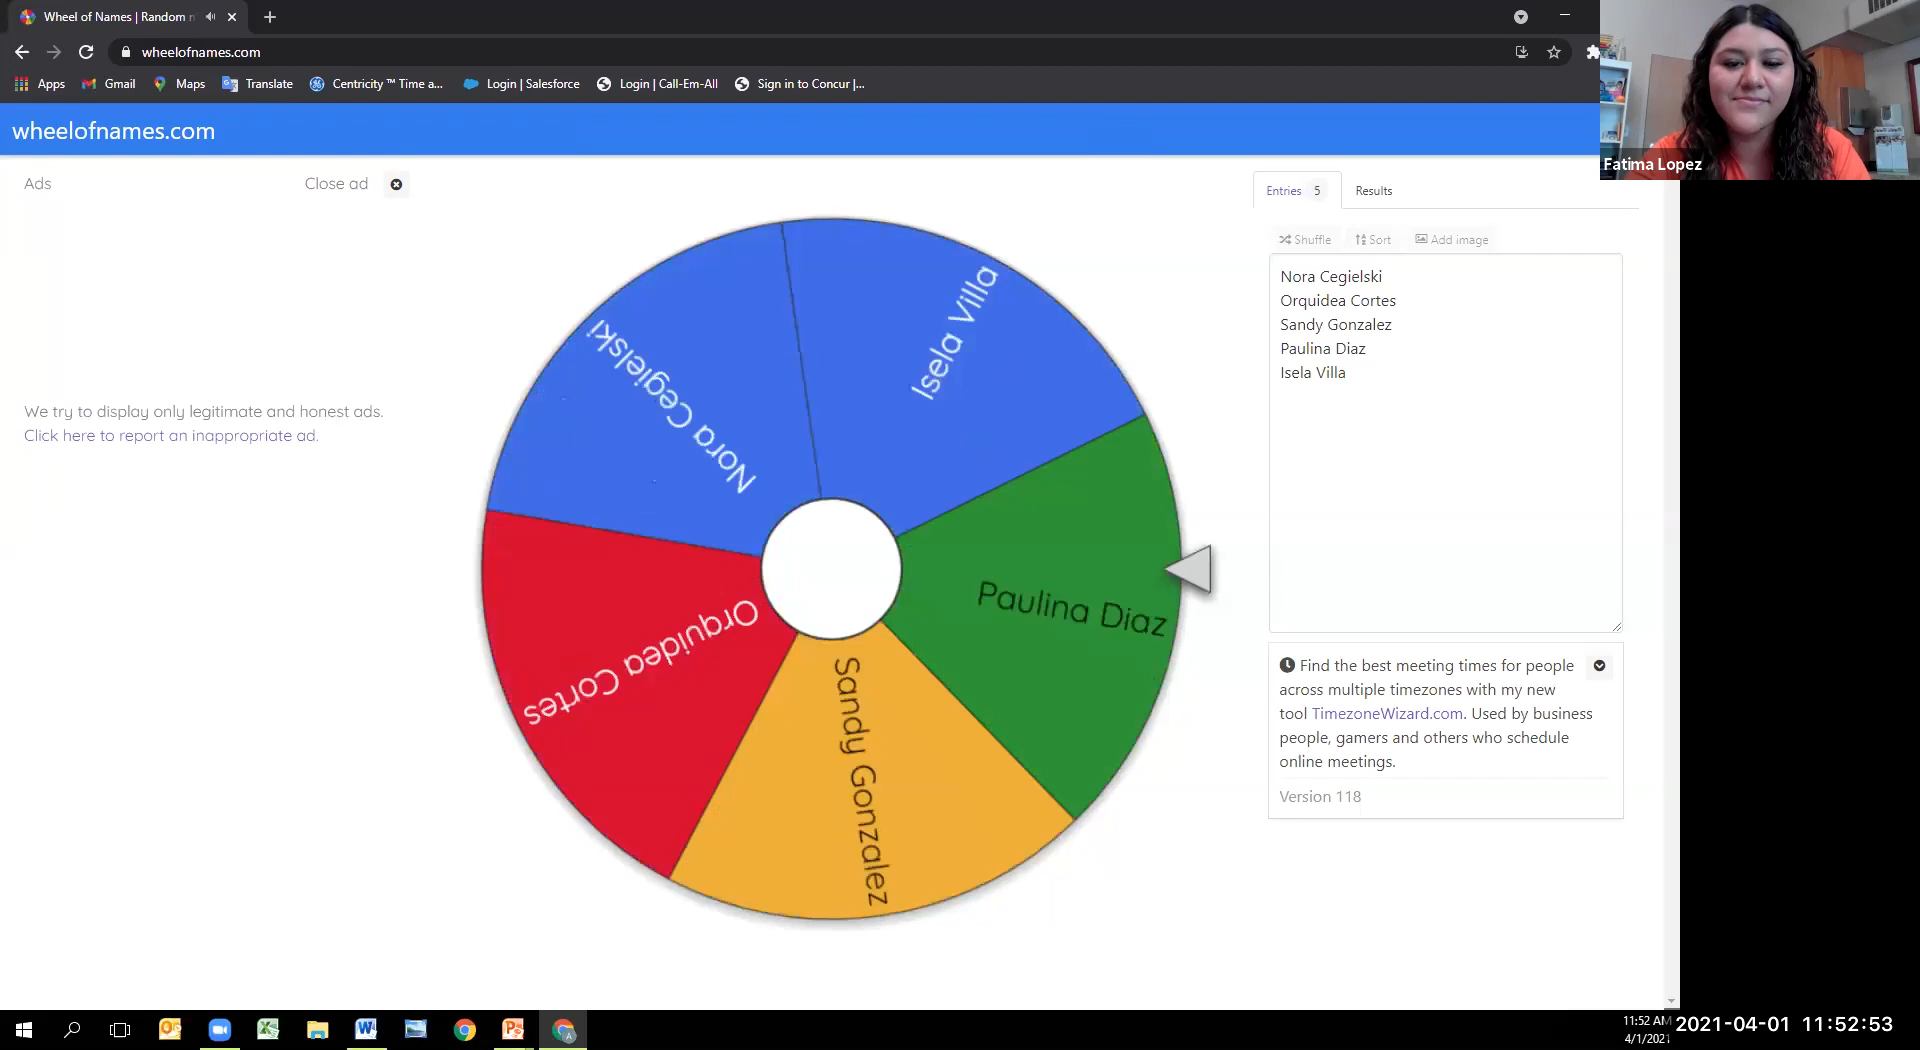 Wheel of Names | Random n
wheelofnames.com
Apps
Gmail
Maps
Translate
Centricity ™ Time a...
Login | Salesforce
Login | Call-Em-All
Sign in to Concur |...
Fatima Lopez
wheelofnames.com
Ads
Close ad
Entries 5
Results
Shuffle
Sort
Add image
Nora Cegielski
Orquidea Cortes
Sandy Gonzalez
Paulina Diaz
Isela Villa
We try to display only legitimate and honest ads.
Click here to report an inappropriate ad.
Isela Villa
Nora Cegielski
Paulina Diaz
Orquidea Cortes
Sandy Gonzalez
Find the best meeting times for people
across multiple timezones with my new
tool TimezoneWizard.com. Used by business
people, gamers and others who schedule
online meetings.
Version 118
11:52 AM
4/1/2021
2021-04-01 11:52:53